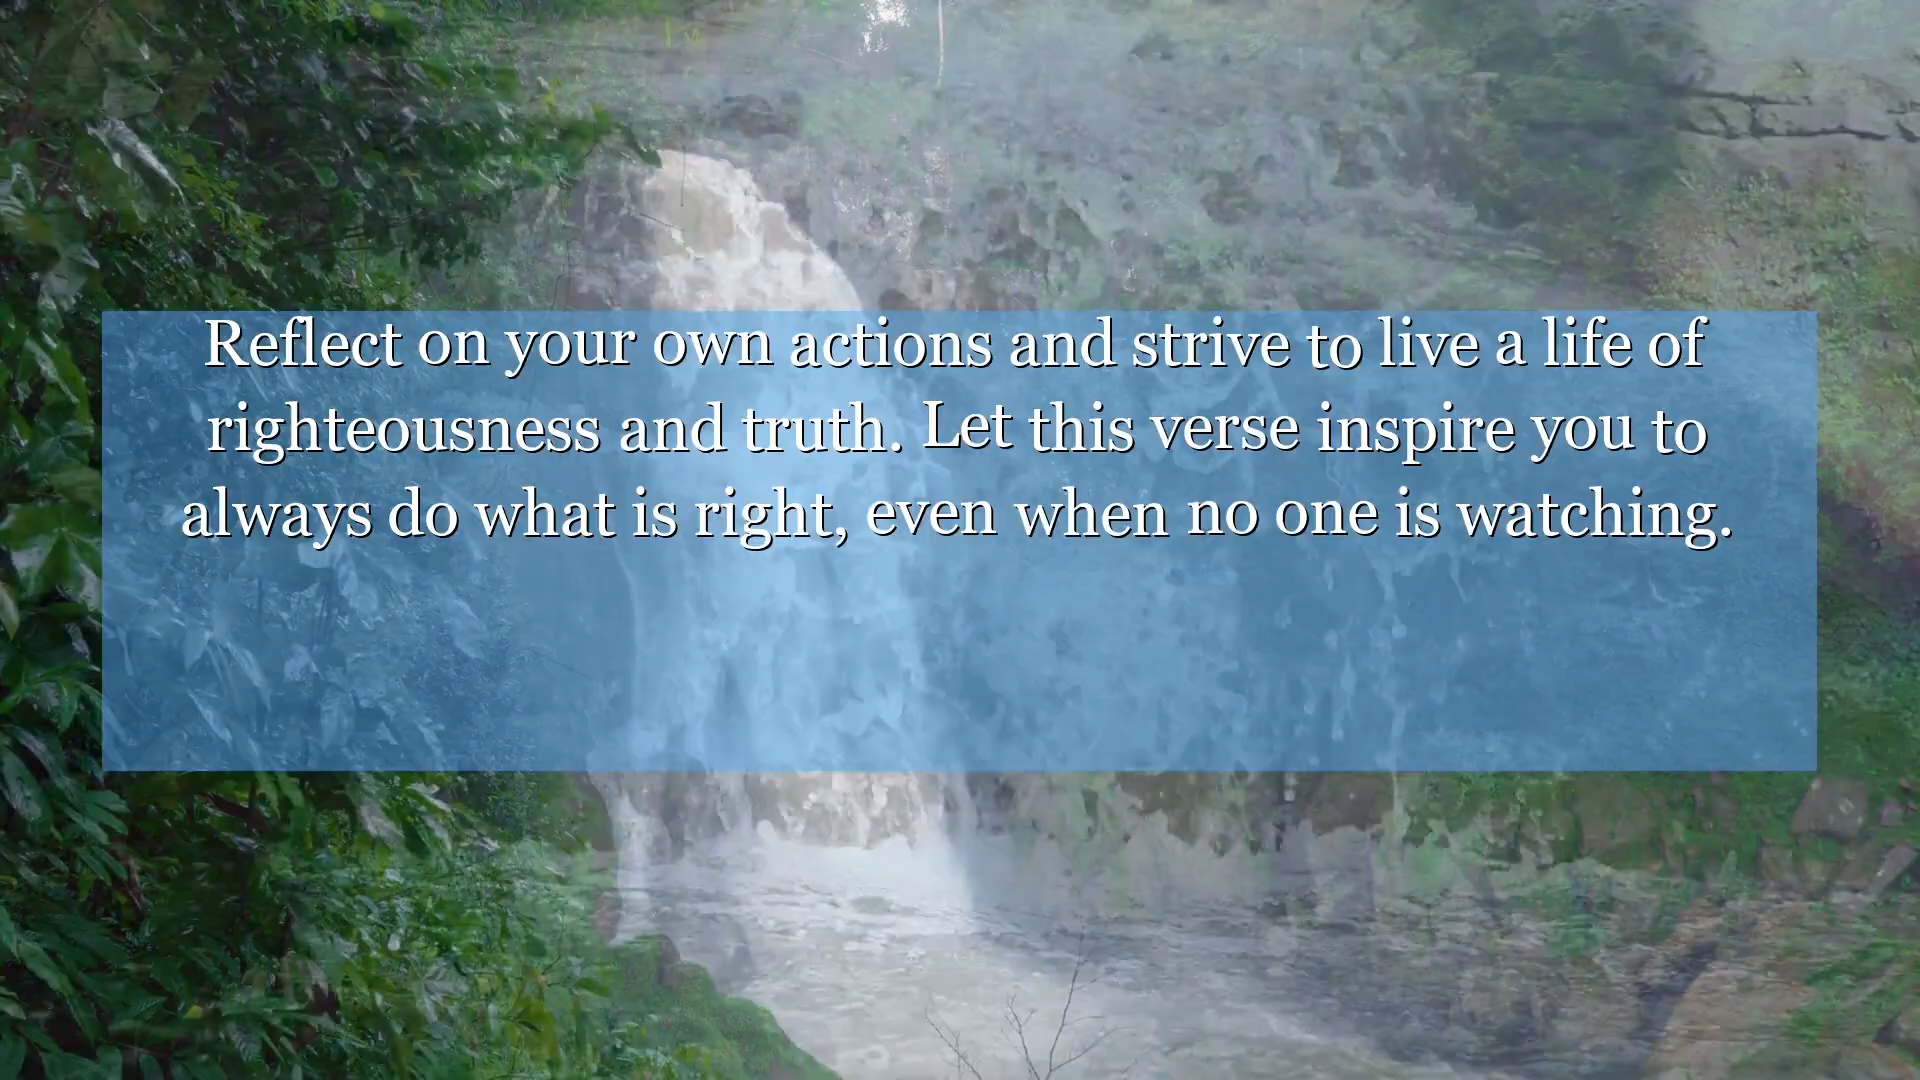 Reflect on your own actions and strive to live a life of
righteousness and truth. Let this verse inspire you to
always do what is right, even when no one is watching.